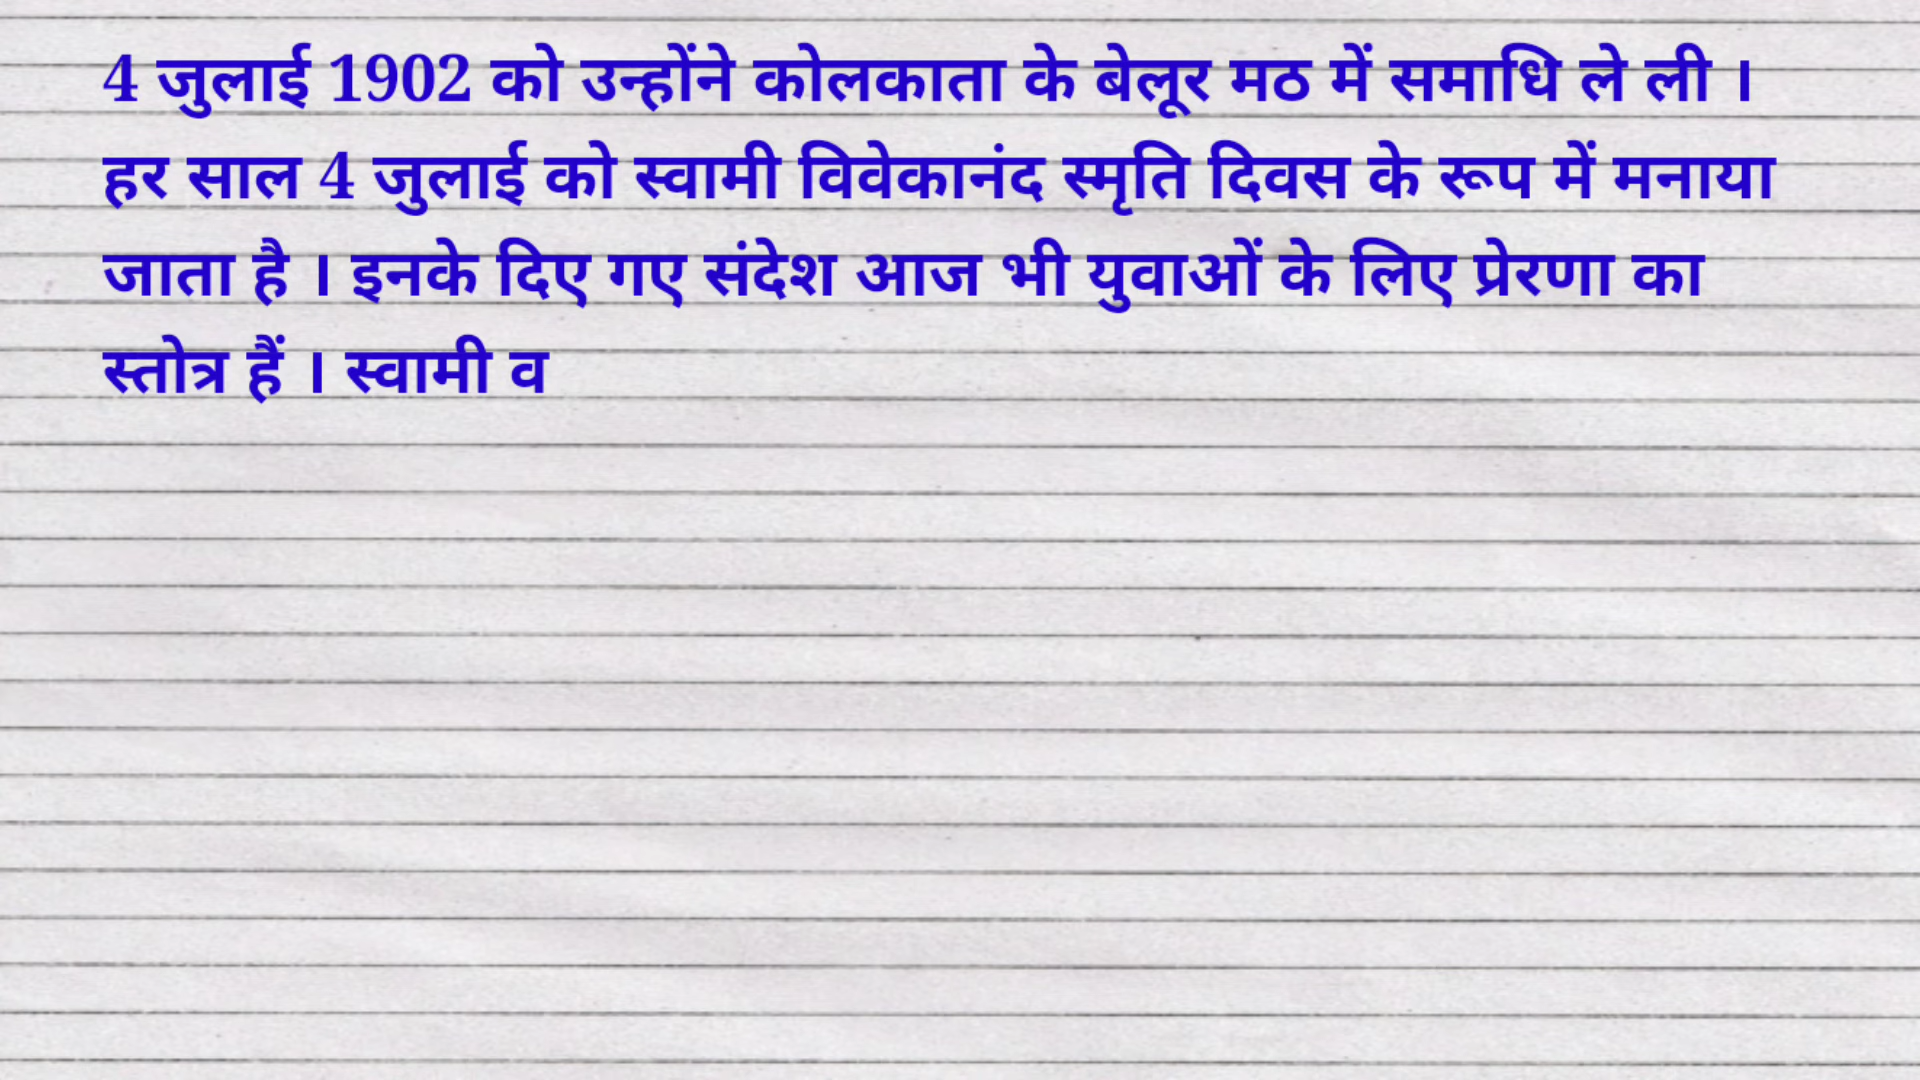 4 जुलाई 1902 को उन्होंने कोलकाता के बेलूर मठ में समाधि ले ली ।
हर साल 4 जुलाई को स्वामी विवेकानंद स्मृति दिवस के रूप में मनाया
जाता है । इनके दिए गए संदेश आज भी युवाओं के लिए प्रेरणा का
स्तोत्र हैं । स्वामी व